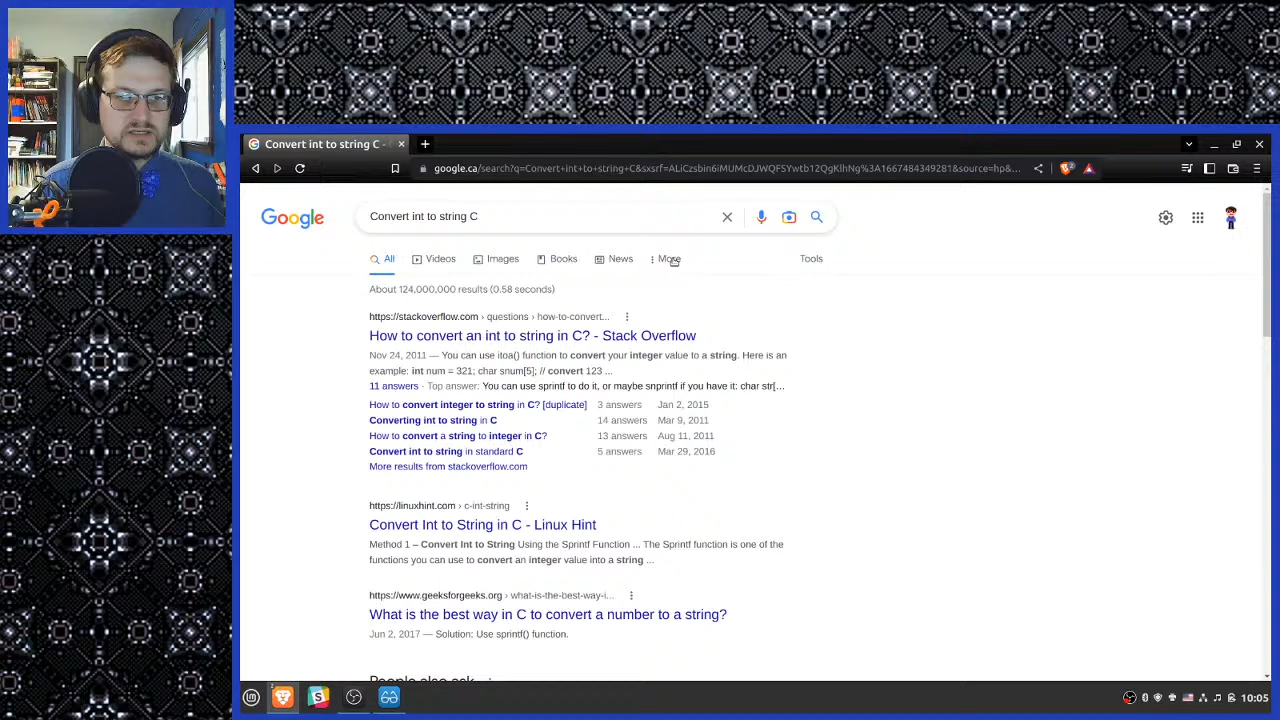 Convert int to string C -
google.ca/search?q=Convert+int+to+string+C&sxsrf=ALiCzsbin6iMUMcDJWQFSYwtb12QgKlhNg%3A1667484349281&source=hp&...
Google
Convert int to string C
All
Videos
Images
Books
News
More
Tools
About 124,000,000 results (0.58 seconds)
https://stackoverflow.com › questions › how-to-convert...
How to convert an int to string in C? - Stack Overflow
Nov 24, 2011 — You can use itoa() function to convert your integer value to a string. Here is an
example: int num = 321; char snum[5]; // convert 123 ...
11 answers · Top answer: You can use sprintf to do it, or maybe snprintf if you have it: char str[...
How to convert integer to string in C? [duplicate] 3 answers Jan 2, 2015
Converting int to string in C 14 answers Mar 9, 2011
How to convert a string to integer in C? 13 answers Aug 11, 2011
Convert int to string in standard C 5 answers Mar 29, 2016
More results from stackoverflow.com
https://linuxhint.com › c-int-string
Convert Int to String in C - Linux Hint
Method 1 – Convert Int to String Using the Sprintf Function ... The Sprintf function is one of the
functions you can use to convert an integer value into a string ...
https://www.geeksforgeeks.org › what-is-the-best-way-i...
What is the best way in C to convert a number to a string?
Jun 2, 2017 — Solution: Use sprintf() function.
People also ask
10:05